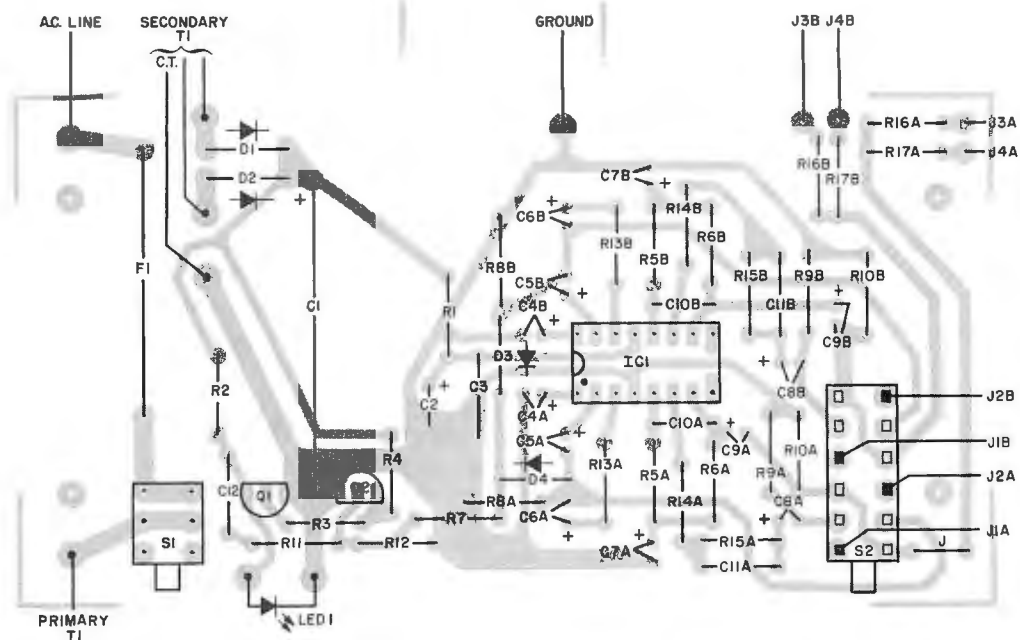 A.C. LINE
SECONDARY
T1
C.T.
GROUND
J3B J4B
R16A
J3A
R17A
J4A
D1
D2
+
R16B
R17B
C7B
+
R14B
C6B
R13B
R5B
R6B
F1
C1
R1
R8B
C5B
C4B
+
C10B
R15B
C11B
R9B
R10B
+
C9B
D3
IC1
+
C8B
R2
+
C2
C3
C4A
+
C10A
+
C9A
C5A
+
R9A
R10A
C8A
J2B
J1B
J2A
J1A
R4
R13A
R5A
R6A
R14A
D4
C12
Q1
R8A
R3
R7
C6A
+
+
R11
R12
+
C7A
R15A
C11A
S1
S2
J
LED1
PRIMARY
T1